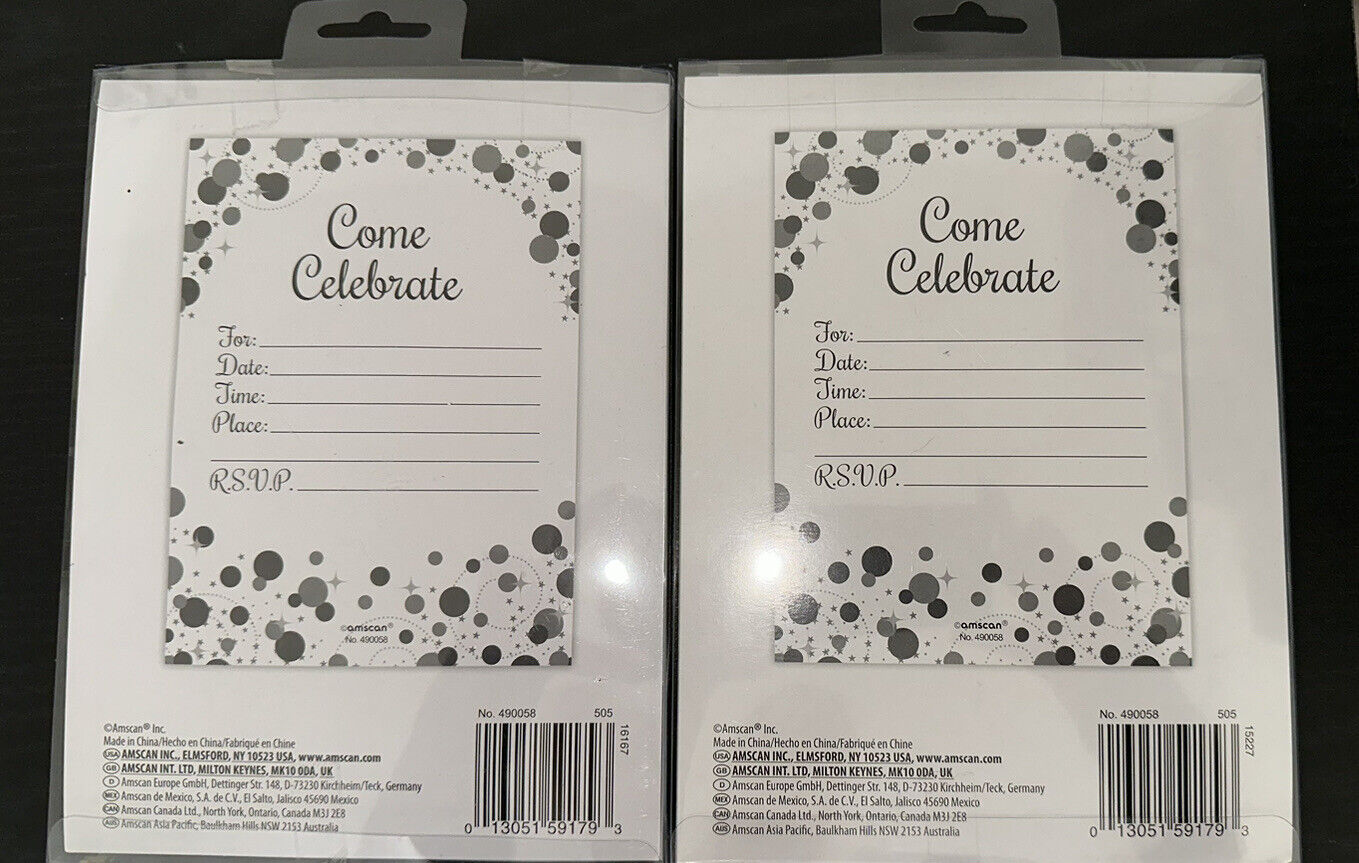 Come
Celebrate
For:
Date:
Time:
Place:
R.S.V.P.
©amscan®
No. 490058
No. 490058 505
16167
©Amscan® Inc.
Made in China/Hecho en China/Fabriqué en Chine
USA AMSCAN INC., ELMSFORD, NY 10523 USA, www.amscan.com
GB AMSCAN INT. LTD, MILTON KEYNES, MK10 0DA, UK
D Amscan Europe GmbH, Dettinger Str. 148, D-73230 Kirchheim/Teck, Germany
MEX Amscan de Mexico, S.A. de C.V., El Salto, Jalisco 45690 Mexico
CAN Amscan Canada Ltd., North York, Ontario, Canada M3J 2E8
AUS Amscan Asia Pacific, Baulkham Hills NSW 2153 Australia
0 13051 59179 3
Come
Celebrate
For:
Date:
Time:
Place:
R.S.V.P.
©amscan®
No. 490058
No. 490058 505
15227
©Amscan® Inc.
Made in China/Hecho en China/Fabriqué en Chine
USA AMSCAN INC., ELMSFORD, NY 10523 USA, www.amscan.com
GB AMSCAN INT. LTD, MILTON KEYNES, MK10 0DA, UK
D Amscan Europe GmbH, Dettinger Str. 148, D-73230 Kirchheim/Teck, Germany
MEX Amscan de Mexico, S.A. de C.V., El Salto, Jalisco 45690 Mexico
CAN Amscan Canada Ltd., North York, Ontario, Canada M3J 2E8
AUS Amscan Asia Pacific, Baulkham Hills NSW 2153 Australia
0 13051 59179 3